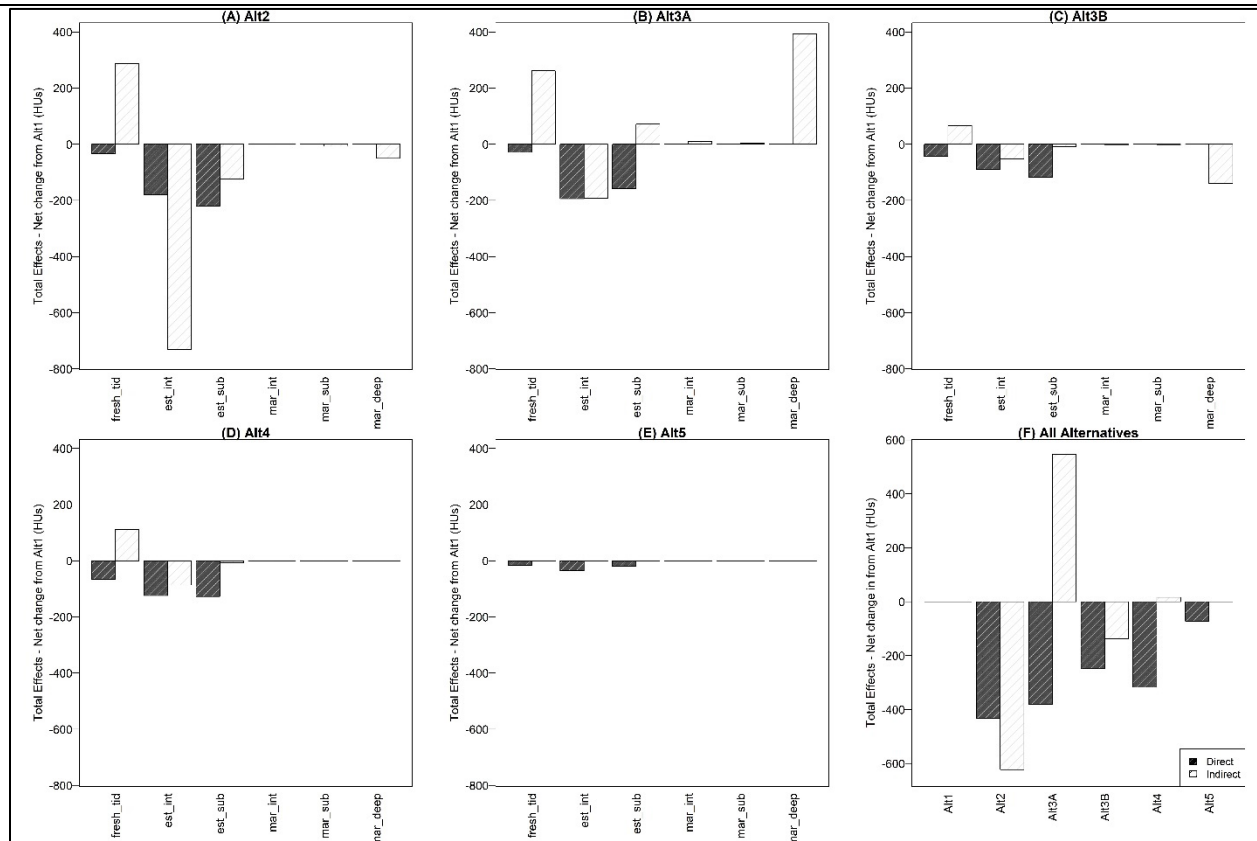 (A) Alt2
Total Effects - Net change from Alt1 (HUs)
400
200
0
-200
-400
-600
-800
fresh_tid
est_int
est_sub
mar_int
mar_sub
mar_deep
(B) Alt3A
Total Effects - Net change from Alt1 (HUs)
400
200
0
-200
-400
-600
-800
fresh_tid
est_int
est_sub
mar_int
mar_sub
mar_deep
(C) Alt3B
Total Effects - Net change from Alt1 (HUs)
400
200
0
-200
-400
-600
-800
fresh_tid
est_int
est_sub
mar_int
mar_sub
mar_deep
(D) Alt4
Total Effects - Net change from Alt1 (HUs)
400
200
0
-200
-400
-600
-800
fresh_tid
est_int
est_sub
mar_int
mar_sub
mar_deep
(E) Alt5
Total Effects - Net change from Alt1 (HUs)
400
200
0
-200
-400
-600
-800
fresh_tid
est_int
est_sub
mar_int
mar_sub
mar_deep
(F) All Alternatives
Total Effects - Net change in from Alt1 (HUs)
600
400
200
0
-200
-400
-600
Alt1
Alt2
Alt3A
Alt3B
Alt4
Alt5
Direct
Indirect